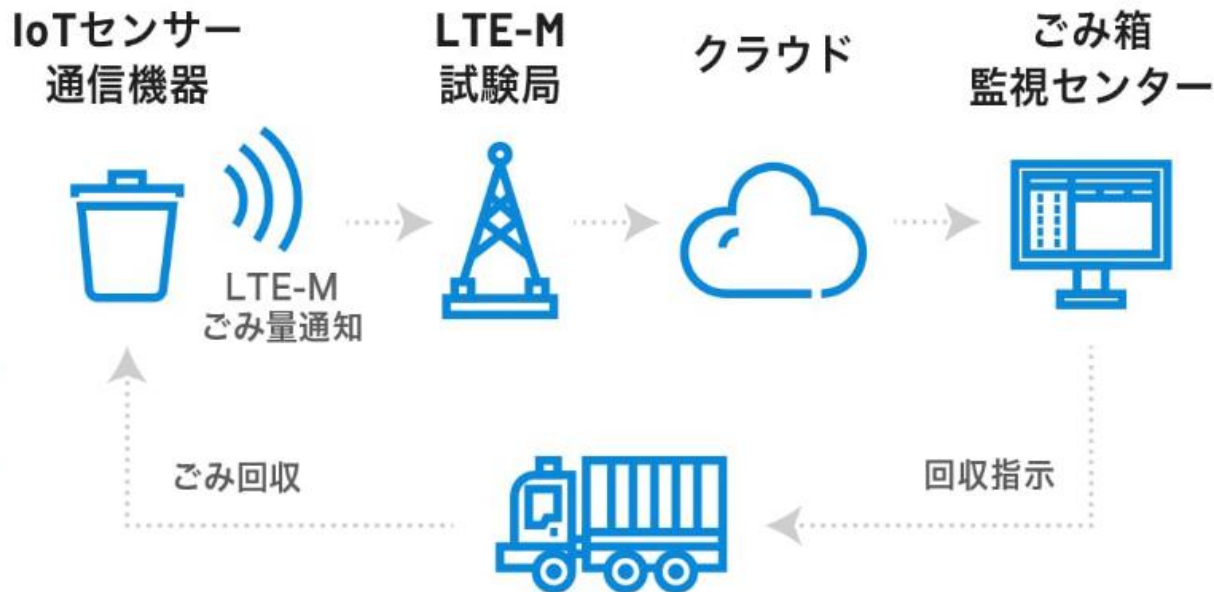 IoTセンサー
通信機器
LTE-M
試験局
クラウド
ごみ箱
監視センター
LTE-M
ごみ量通知
ごみ回収
回収指示